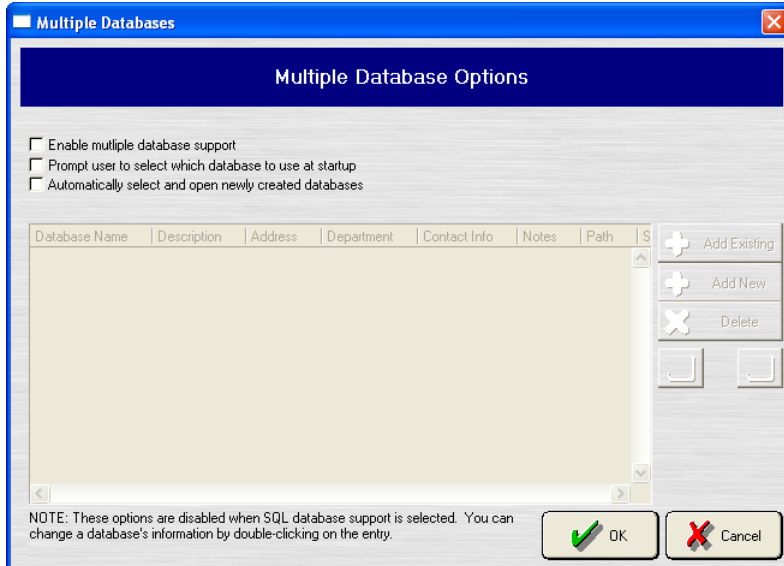 Multiple Databases
Multiple Database Options
Enable mutliple database support
Prompt user to select which database to use at startup
Automatically select and open newly created databases
Database Name Description Address Department Contact Info Notes Path S
Add Existing
Add New
Delete
NOTE: These options are disabled when SQL database support is selected. You can
change a database's information by double-clicking on the entry.
OK
Cancel